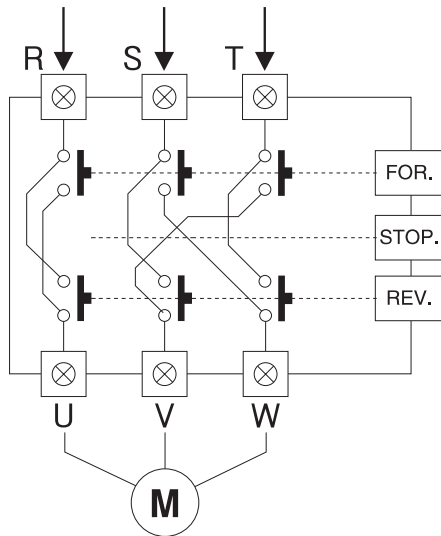 R S T
FOR.
STOP.
REV.
U V W
M